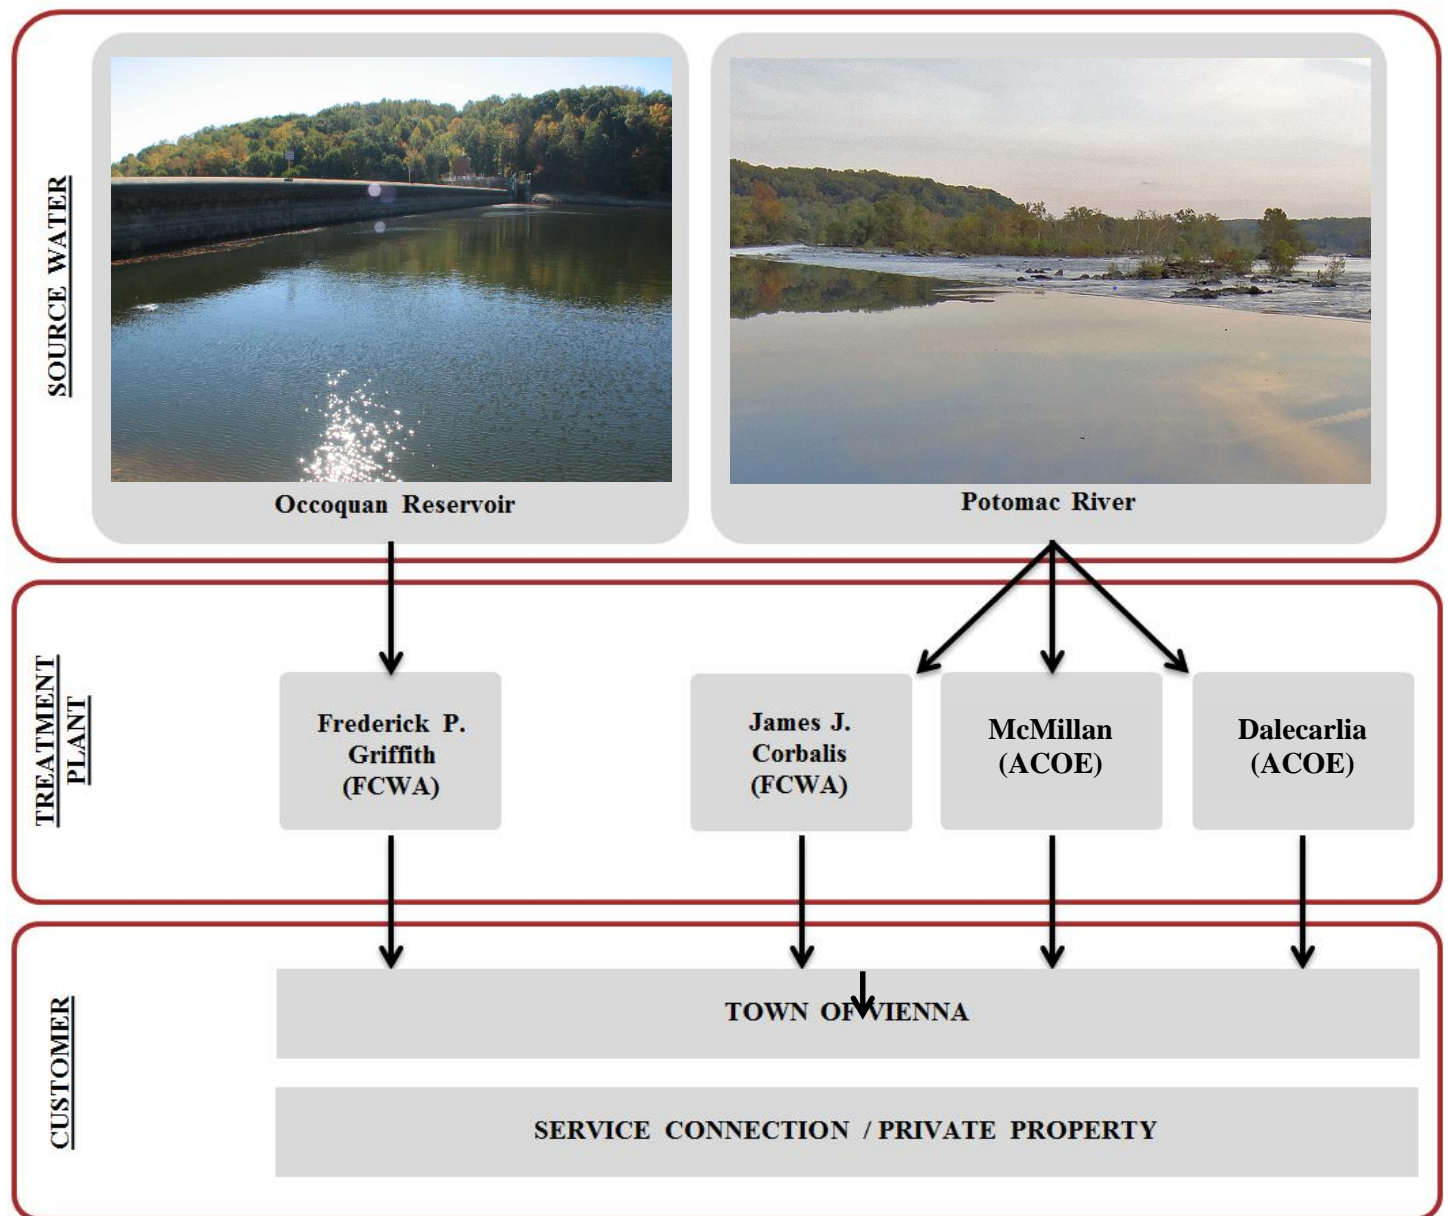 SOURCE WATER
Occoquan Reservoir
Potomac River
TREATMENT
PLANT
Frederick P.
Griffith
(FCWA)
James J.
Corbalis
(FCWA)
McMillan
(ACOE)
Dalecarlia
(ACOE)
CUSTOMER
TOWN OF VIENNA
SERVICE CONNECTION / PRIVATE PROPERTY